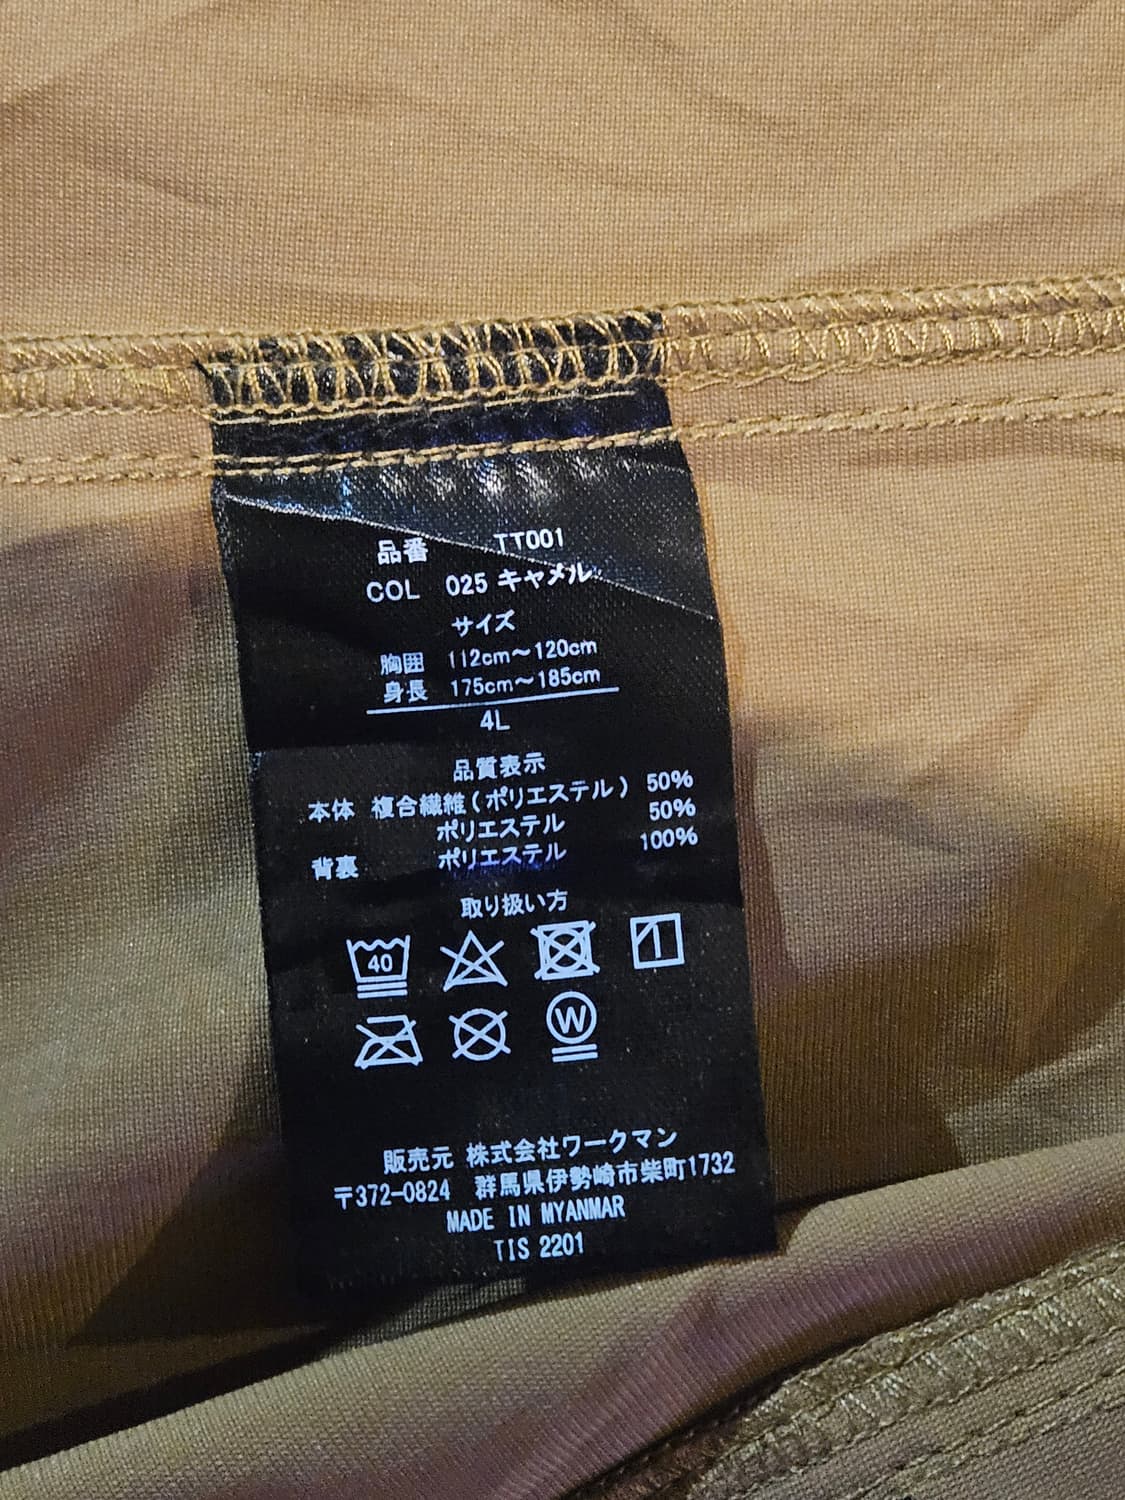 品番 TT001
COL 025 キャメル
サイズ
胸囲 112cm～120cm
身長 175cm～185cm
4L
品質表示
本体 複合繊維(ポリエステル) 50%
ポリエステル 50%
背裏 ポリエステル 100%
取り扱い方
40
W
販売元 株式会社ワークマン
〒372-0824 群馬県伊勢崎市柴町1732
MADE IN MYANMAR
TIS 2201